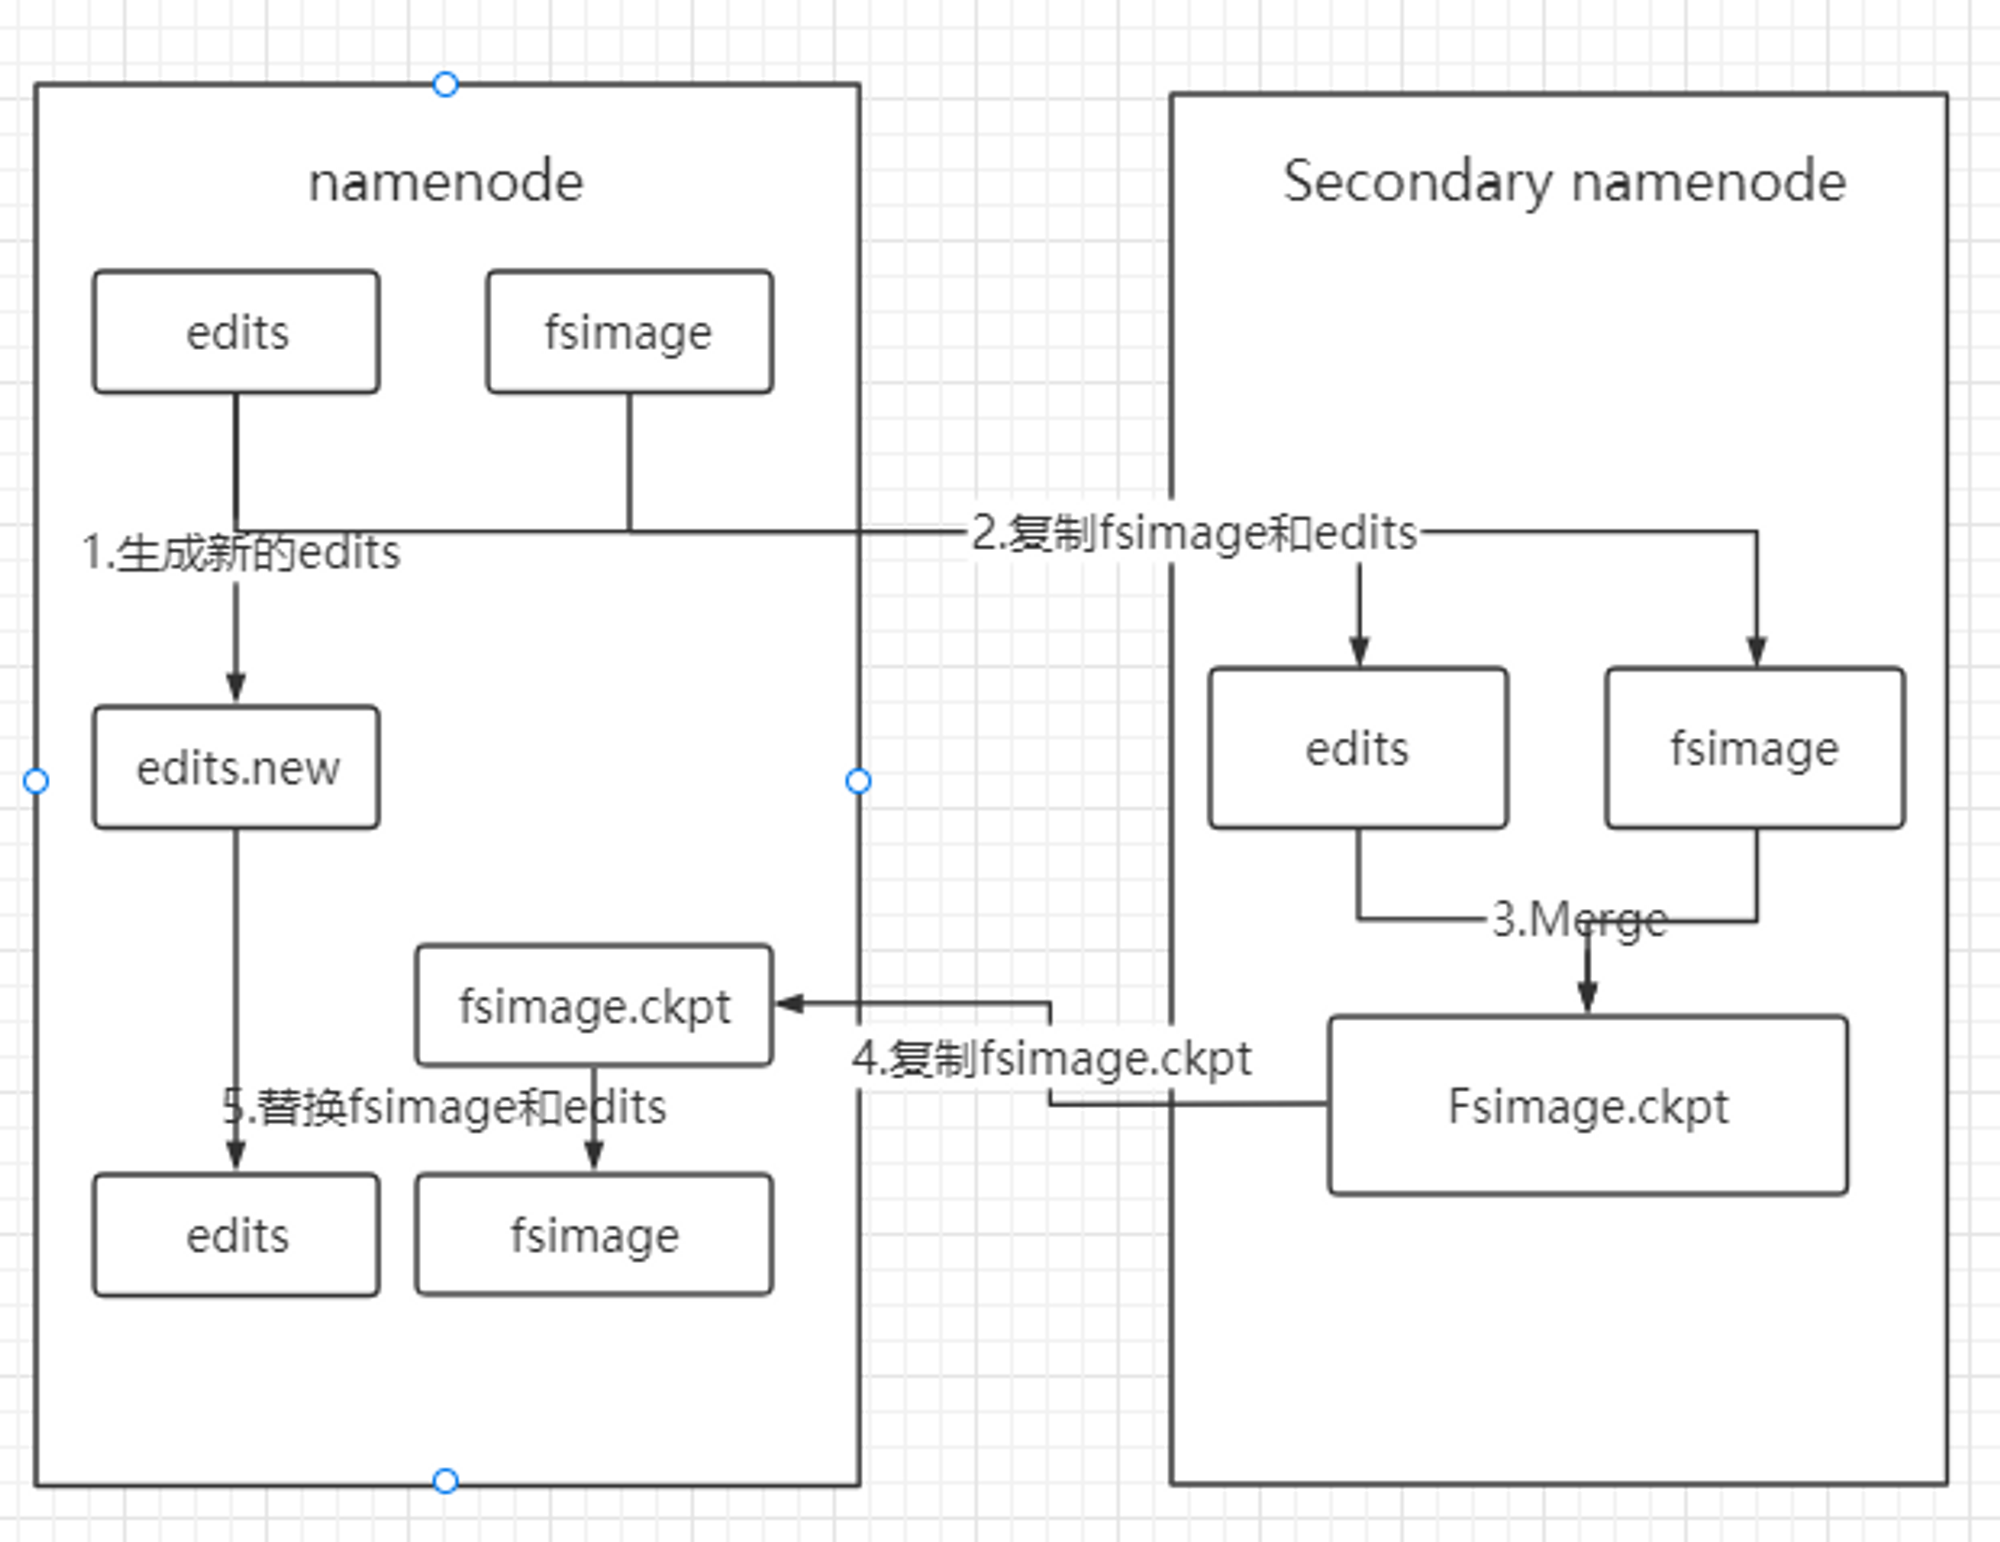 namenode
Secondary namenode
edits
fsimage
1.生成新的edits
2.复制fsimage和edits
edits.new
edits
fsimage
3.Merge
fsimage.ckpt
4.复制fsimage.ckpt
Fsimage.ckpt
5.替换fsimage和edits
edits
fsimage